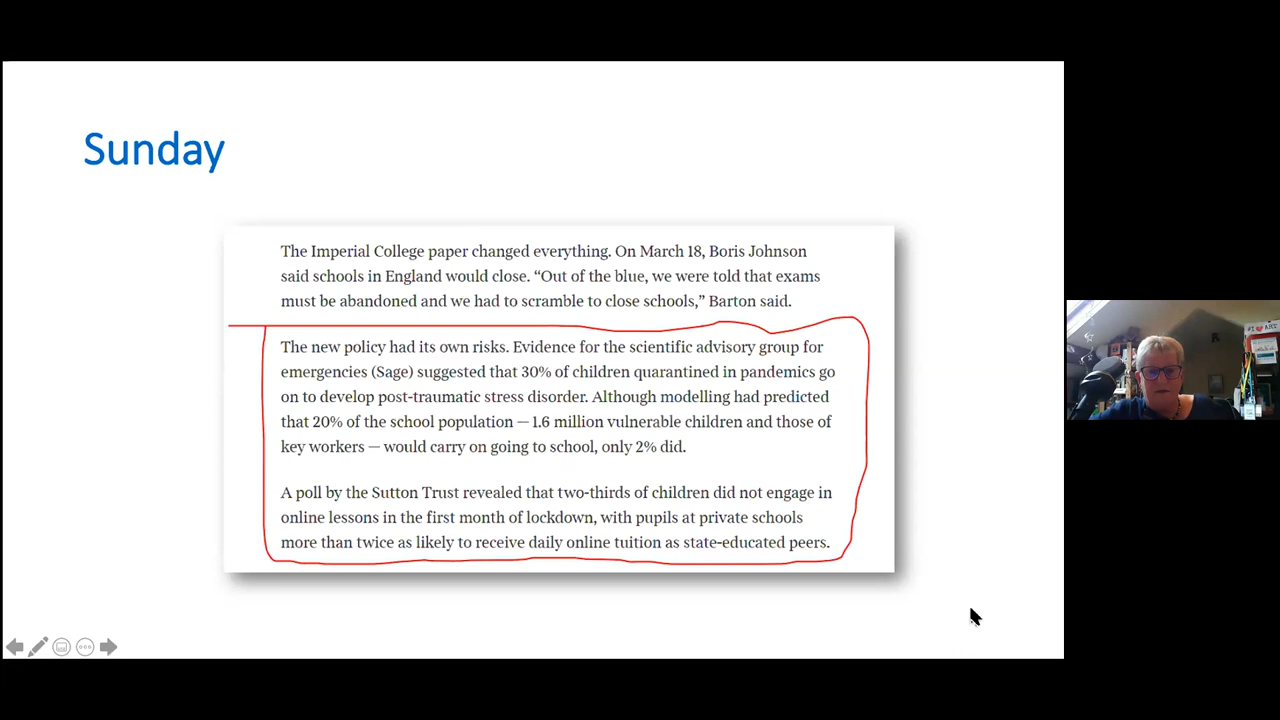 Sunday
The Imperial College paper changed everything. On March 18, Boris Johnson
said schools in England would close. “Out of the blue, we were told that exams
must be abandoned and we had to scramble to close schools,” Barton said.
The new policy had its own risks. Evidence for the scientific advisory group for
emergencies (Sage) suggested that 30% of children quarantined in pandemics go
on to develop post-traumatic stress disorder. Although modelling had predicted
that 20% of the school population — 1.6 million vulnerable children and those of
key workers — would carry on going to school, only 2% did.
A poll by the Sutton Trust revealed that two-thirds of children did not engage in
online lessons in the first month of lockdown, with pupils at private schools
more than twice as likely to receive daily online tuition as state-educated peers.